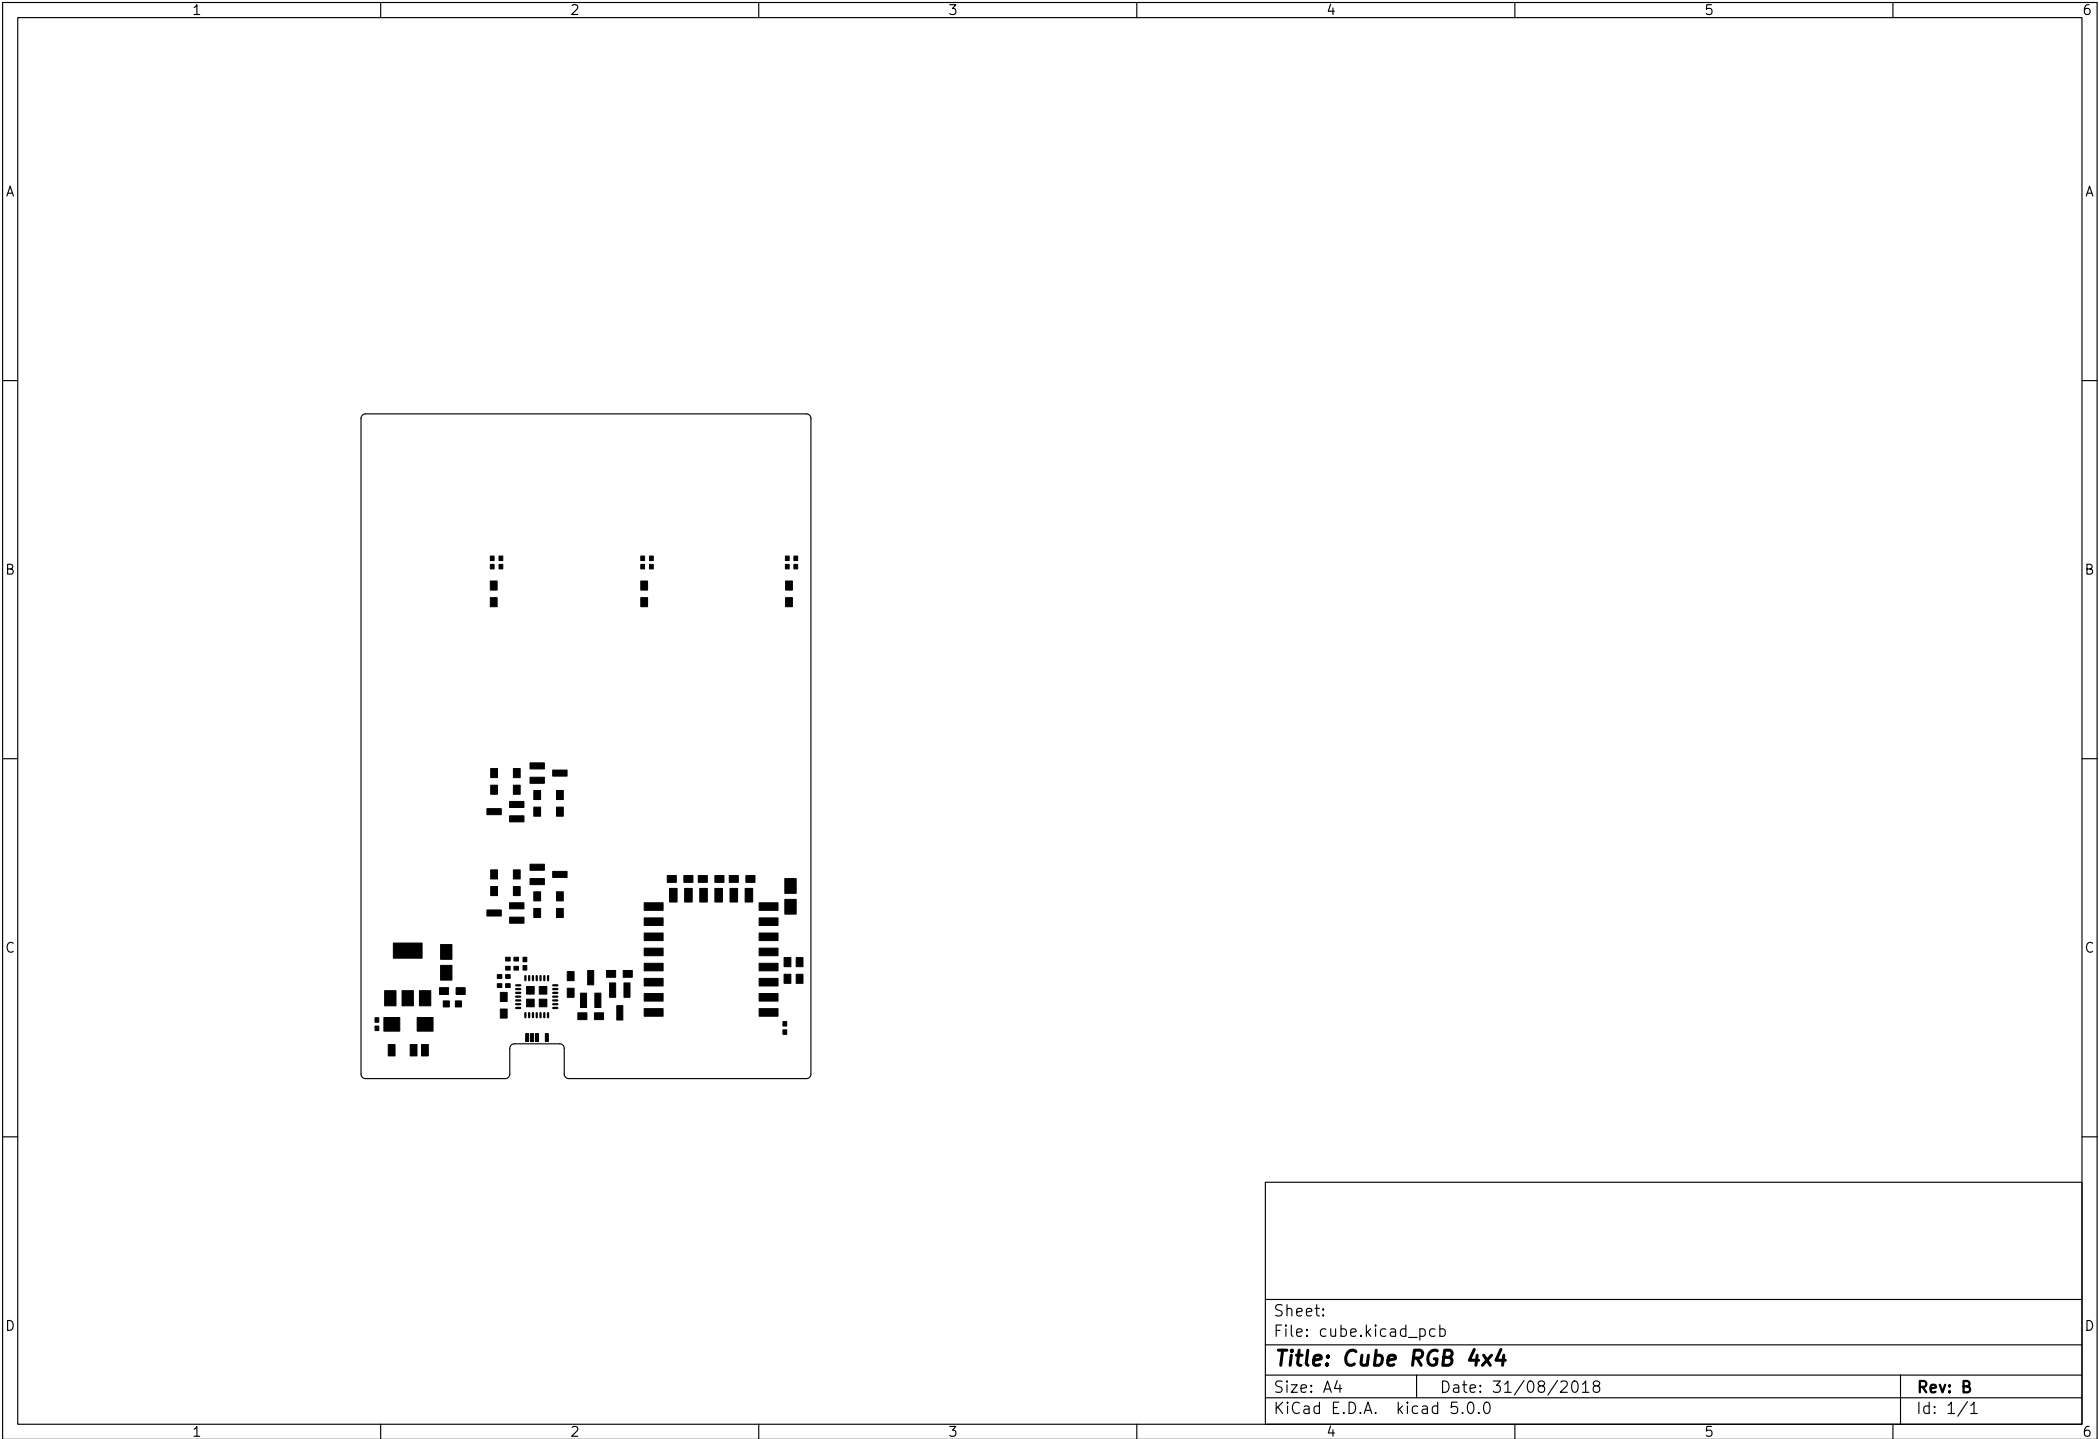 1 2 3 4 5 6
A A
B B
C C
Sheet:
File: cube.kicad_pcb
D D
Title: Cube RGB 4x4
Size: A4 Date: 31/08/2018 Rev: B
KiCad E.D.A. kicad 5.0.0 Id: 1/1
1 2 3 4 5 6